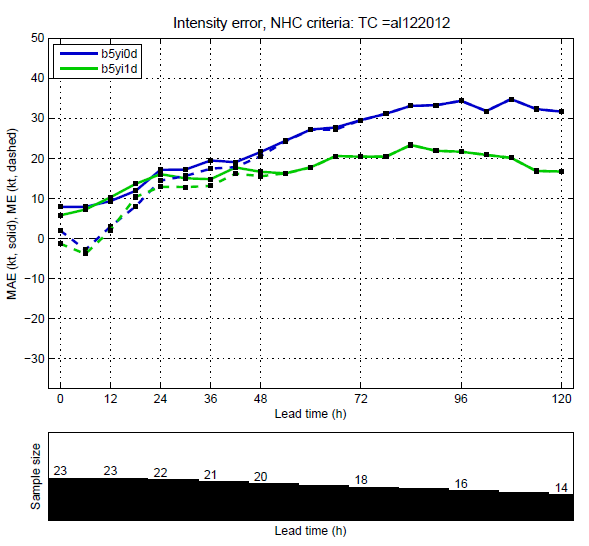 Intensity error, NHC criteria: TC =al122012
MAE (kt, solid), ME (kt, dashed)
50
40
30
20
10
0
−10
−20
−30
b5yi0d
b5yi1d
0 12 24 36 48 72 96 120
Lead time (h)
Sample size
23 23 22 21 20 18 16 14
Lead time (h)